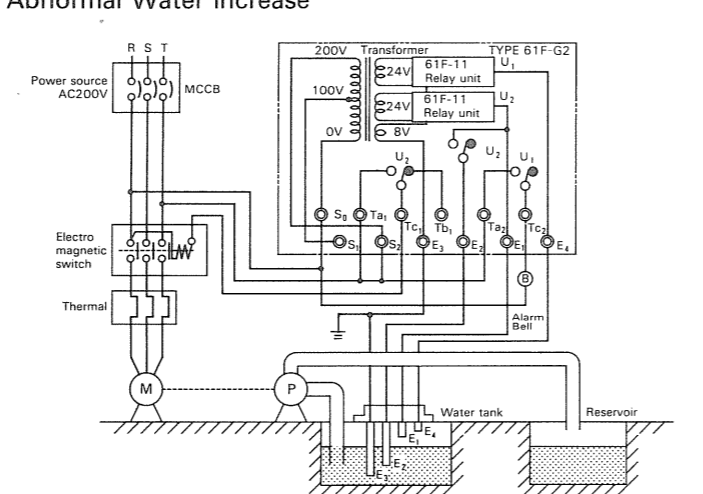 Abnormal Water Increase
R S T
Power source
AC200V
MCCB
200V
Transformer
TYPE 61F-G2
24V
61F-11
Relay unit
U1
100V
24V
61F-11
Relay unit
U2
0V
8V
U2
U2
U1
S0
Ta1
Tc1
Tb1
Ta2
Tc2
S1
S2
E3
E2
E1
E4
Electro
magnetic
switch
Thermal
B
Alarm
Bell
M
P
Water tank
Reservoir
E1
E4
E2
E3